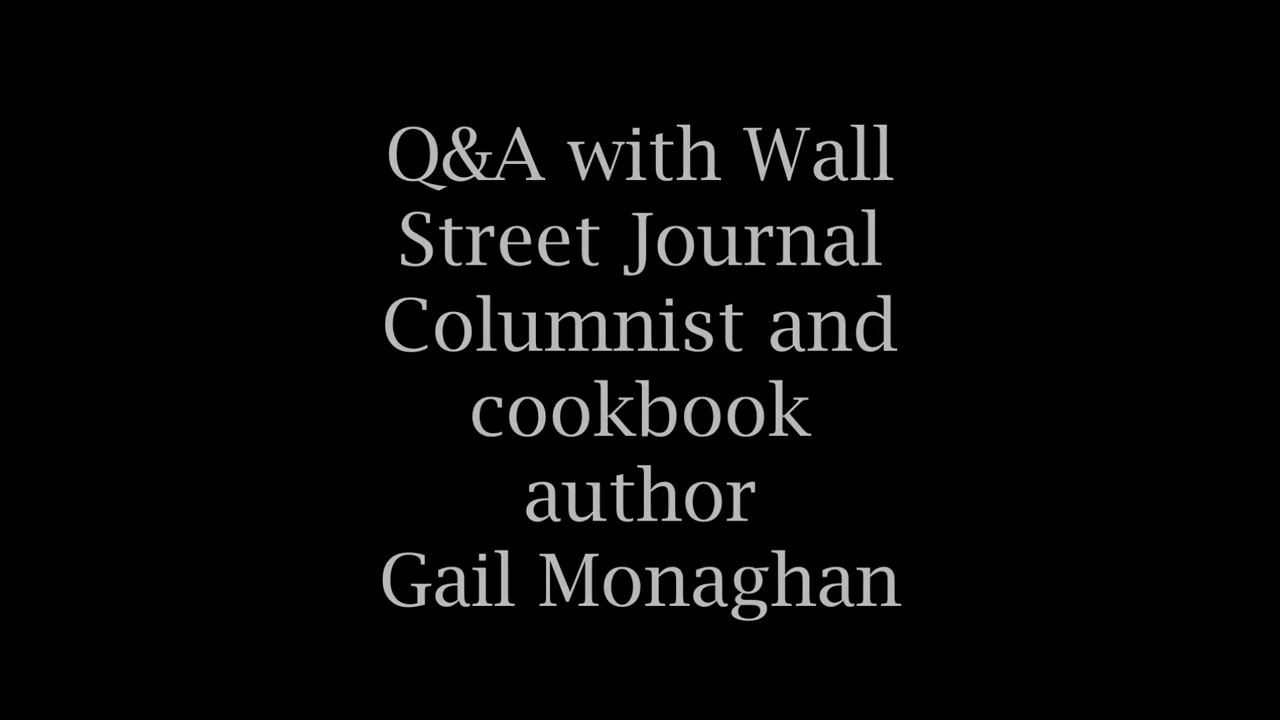 Q&A with Wall
Street Journal
Columnist and
cookbook
author
Gail Monaghan